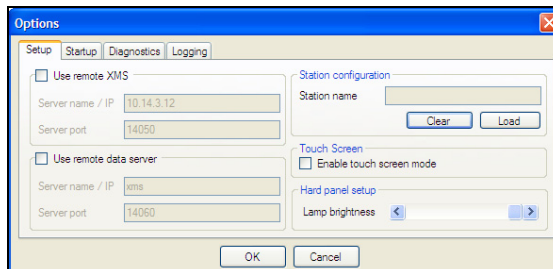 Options
Setup Startup Diagnostics Logging
Use remote XMS
Server name / IP 10.14.3.12
Server port 14050
Use remote data server
Server name / IP xms
Server port 14060
Station configuration
Station name
Clear Load
Touch Screen
Enable touch screen mode
Hard panel setup
Lamp brightness
OK Cancel